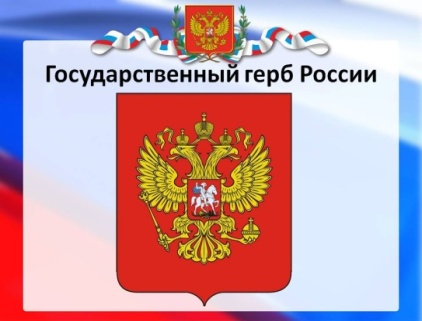 Государственный герб России